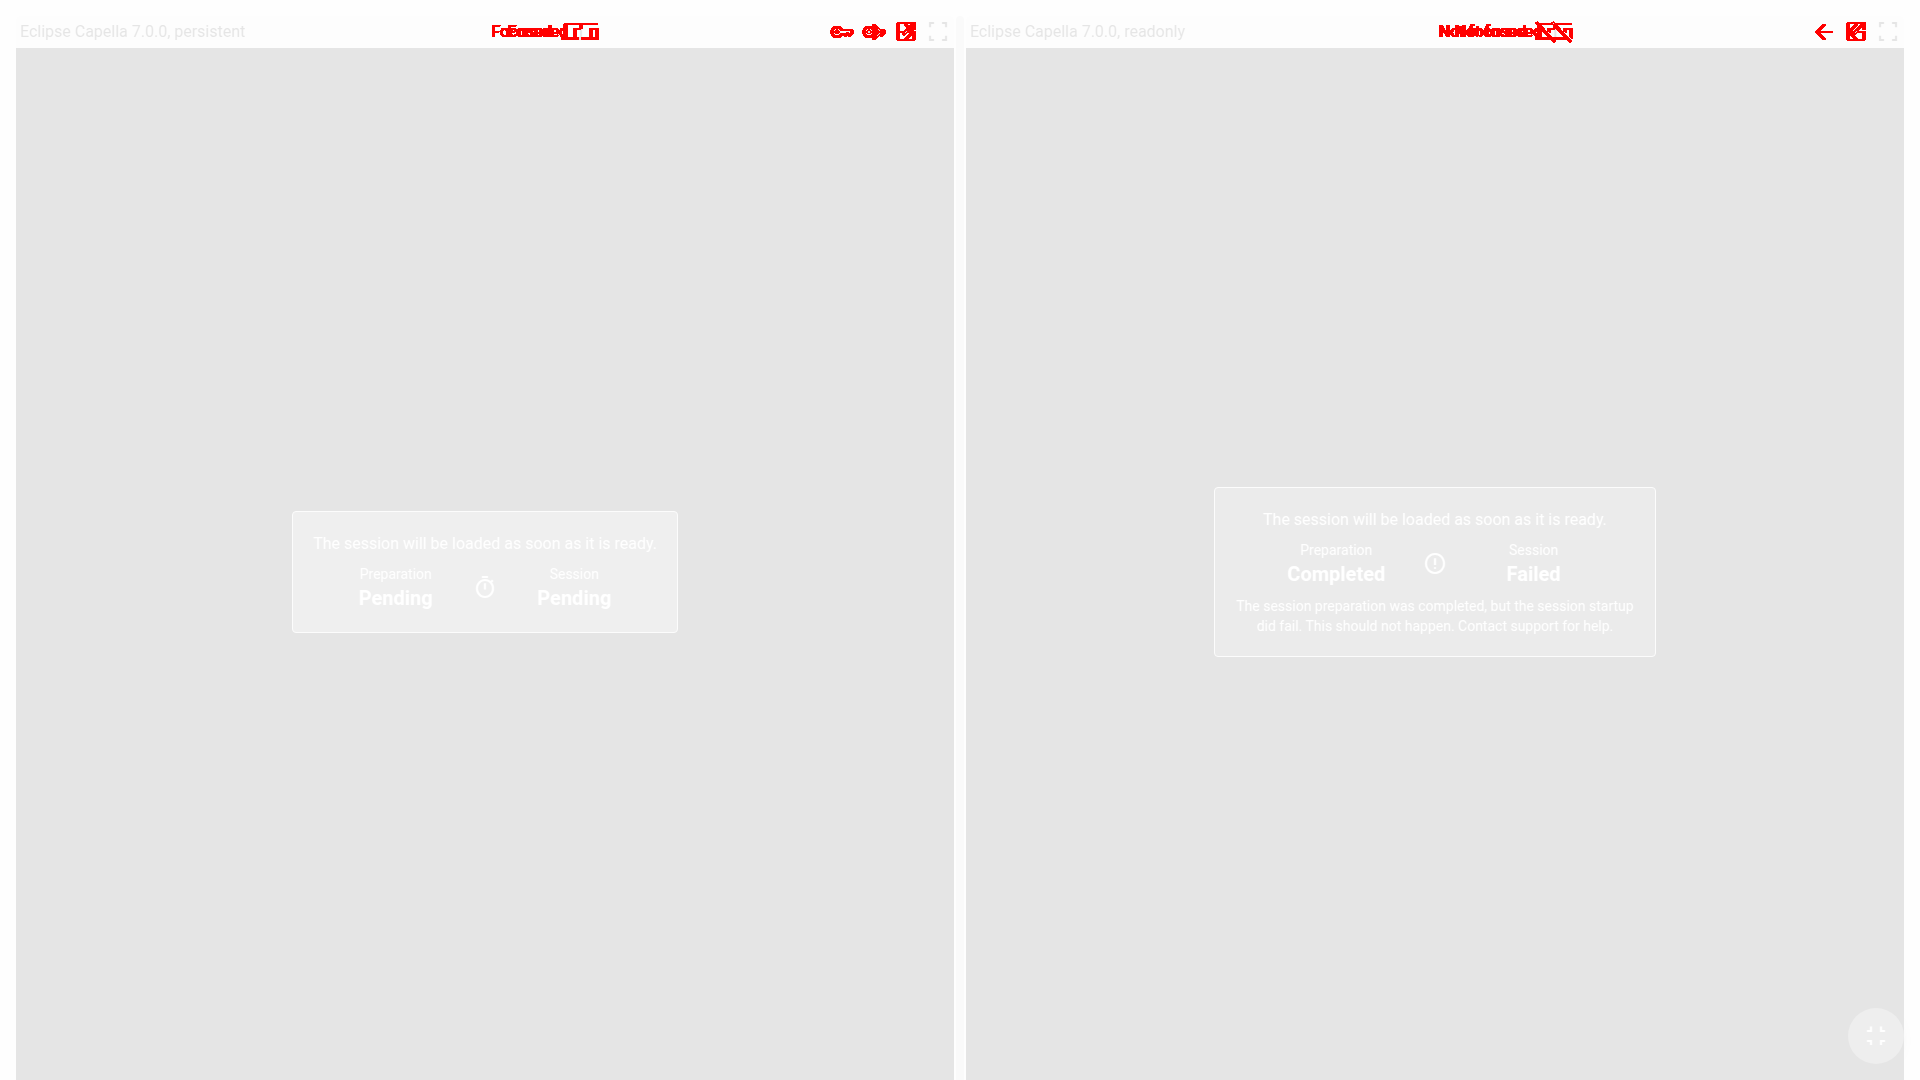 Eclipse Capella 7.0.0, persistent
Eclipse Capella 7.0.0, readonly
The session will be loaded as soon as it is ready.
Preparation
Pending
Session
Pending
The session will be loaded as soon as it is ready.
Preparation
Completed
Session
Failed
The session preparation was completed, but the session startup
did fail. This should not happen. Contact support for help.